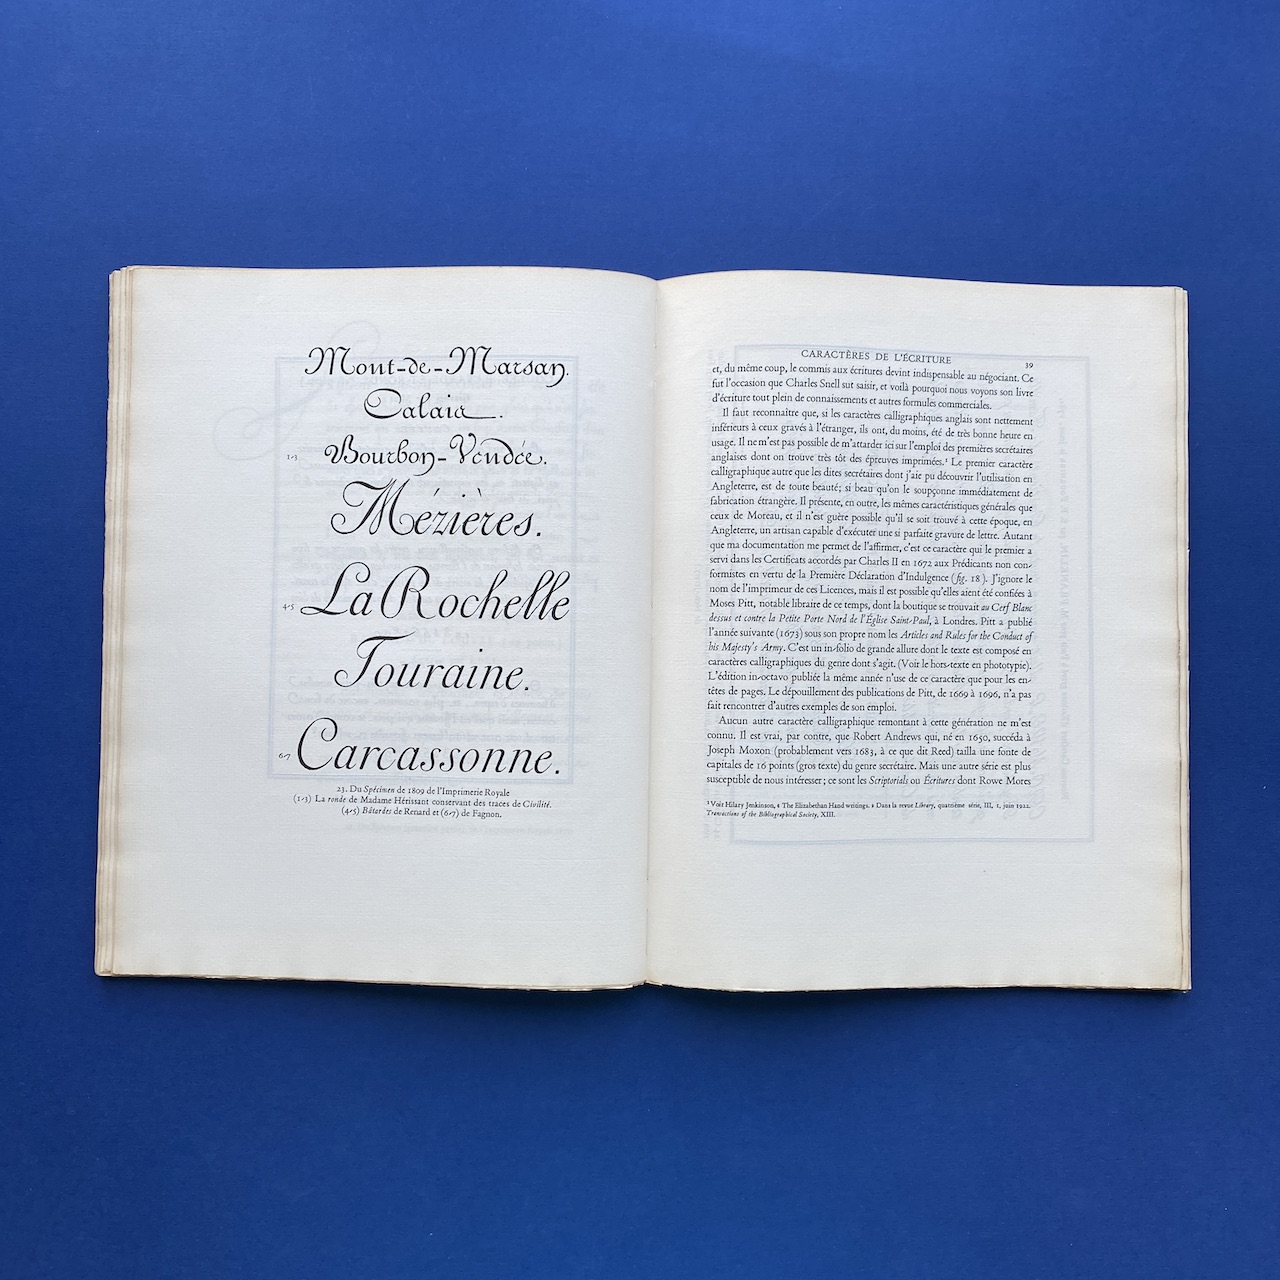 Mont-de-Marsan.
Calais.
1-3 Bourbon-Vendée.
Mézières.
4-5 La Rochelle
Touraine.
6-7 Carcassonne.
23. Du Spécimen de 1809 de l'Imprimerie Royale
(1-3) La ronde de Madame Hérissant conservant des traces de Civilité.
(4-5) Bâtardes de Renard et (6-7) de Fagnon.
CARACTÈRES DE L'ÉCRITURE 39
et, du même coup, le commis aux écritures devint indispensable au négociant. Ce
fut l'occasion que Charles Snell sut saisir, et voilà pourquoi nous voyons son livre
d'écriture tout plein de connaissements et autres formules commerciales.
Il faut reconnaître que, si les caractères calligraphiques anglais sont nettement
inférieurs à ceux gravés à l'étranger, ils ont, du moins, été de très bonne heure en
usage. Il ne m'est pas possible de m'attarder ici sur l'emploi des premières secrétaires
anglaises dont on trouve très tôt des épreuves imprimées.¹ Le premier caractère
calligraphique autre que les dites secrétaires dont j'aie pu découvrir l'utilisation en
Angleterre, est de toute beauté; si beau qu'on le soupçonne immédiatement de
fabrication étrangère. Il présente, en outre, les mêmes caractéristiques générales que
ceux de Moreau, et il n'est guère possible qu'il se soit trouvé à cette époque, en
Angleterre, un artisan capable d'exécuter une si parfaite gravure de lettre. Autant
que ma documentation me permet de l'affirmer, c'est ce caractère qui le premier a
servi dans les Certificats accordés par Charles II en 1672 aux Prédicants non con-
formistes en vertu de la Première Déclaration d'Indulgence (fig. 18). J'ignore le
nom de l'imprimeur de ces Licences, mais il est possible qu'elles aient été confiées à
Moses Pitt, notable libraire de ce temps, dont la boutique se trouvait au Cerf Blanc
dessus et contre la Petite Porte Nord de l'Église Saint-Paul, à Londres. Pitt a publié
l'année suivante (1673) sous son propre nom les Articles and Rules for the Conduct of
his Majesty's Army. C'est un in-folio de grande allure dont le texte est composé en
caractères calligraphiques du genre dont s'agit. (Voir le hors-texte en phototypie).
L'édition in-octavo publiée la même année n'use de ce caractère que pour les en-
têtes de pages. Le dépouillement des publications de Pitt, de 1669 à 1696, n'a pas
fait rencontrer d'autres exemples de son emploi.
Aucun autre caractère calligraphique remontant à cette génération ne m'est
connu. Il est vrai, par contre, que Robert Andrews qui, né en 1650, succéda à
Joseph Moxon (probablement vers 1683, à ce que dit Reed) tailla une fonte de
capitales de 16 points (gros texte) du genre secrétaire. Mais une autre série est plus
susceptible de nous intéresser; ce sont les Scriptorials ou Écritures dont Rowe Mores
¹ Voir Hilary Jenkinson, « The Elizabethan Hand writings. » Dans la revue Library, quatrième série, III, 1, juin 1922.
Transactions of the Bibliographical Society, XIII.